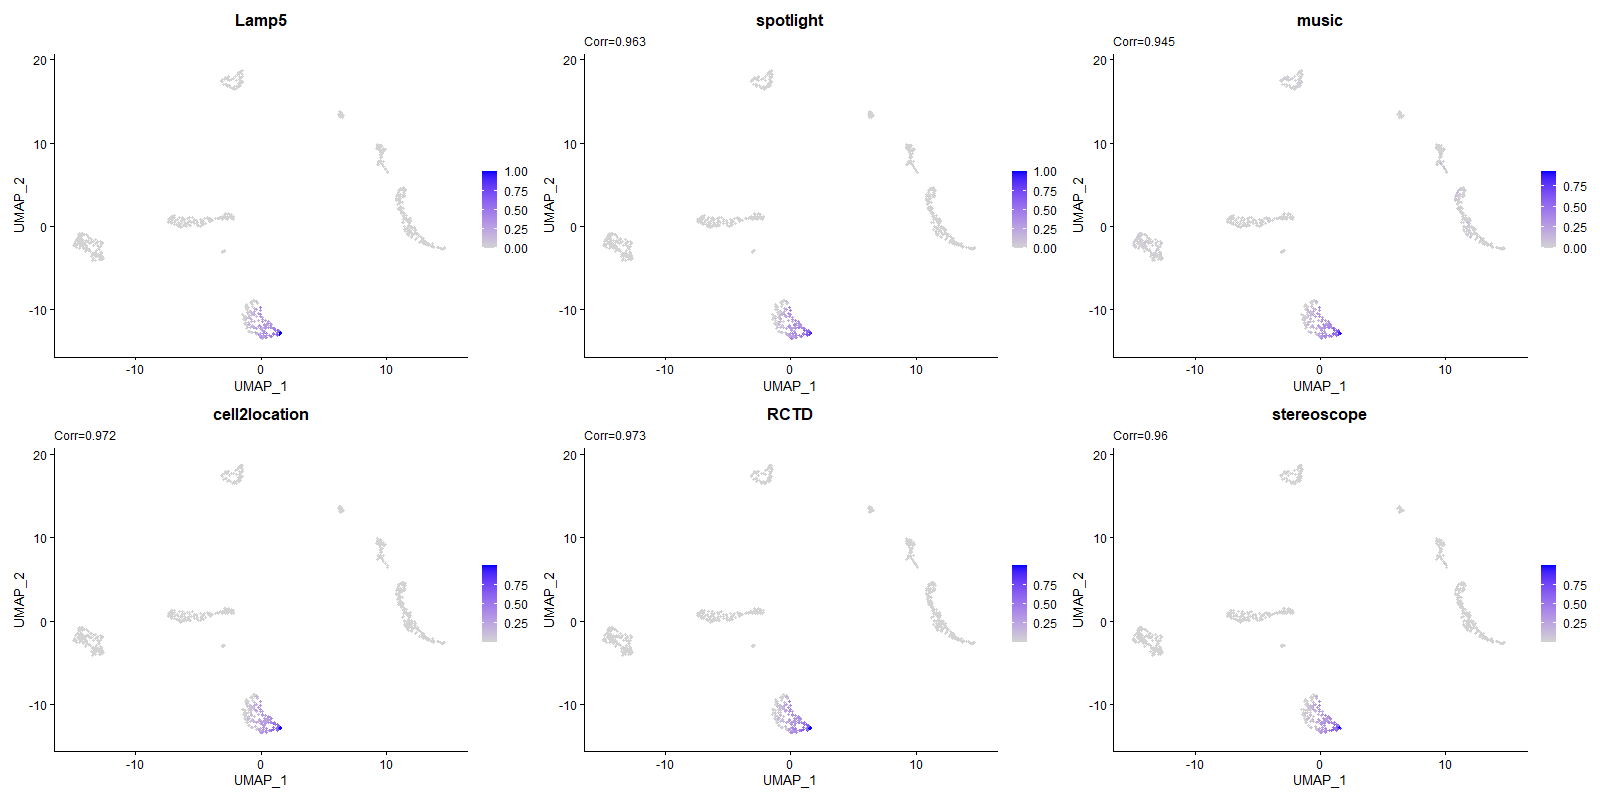 Lamp5
20
10
0
-10
UMAP_2
-10
0
10
UMAP_1
1.00
0.75
0.50
0.25
0.00
spotlight
Corr=0.963
20
10
0
-10
UMAP_2
-10
0
10
UMAP_1
1.00
0.75
0.50
0.25
0.00
music
Corr=0.945
20
10
0
-10
UMAP_2
-10
0
10
UMAP_1
0.75
0.50
0.25
0.00
cell2location
Corr=0.972
20
10
0
-10
UMAP_2
-10
0
10
UMAP_1
0.75
0.50
0.25
RCTD
Corr=0.973
20
10
0
-10
UMAP_2
-10
0
10
UMAP_1
0.75
0.50
0.25
stereoscope
Corr=0.96
20
10
0
-10
UMAP_2
-10
0
10
UMAP_1
0.75
0.50
0.25